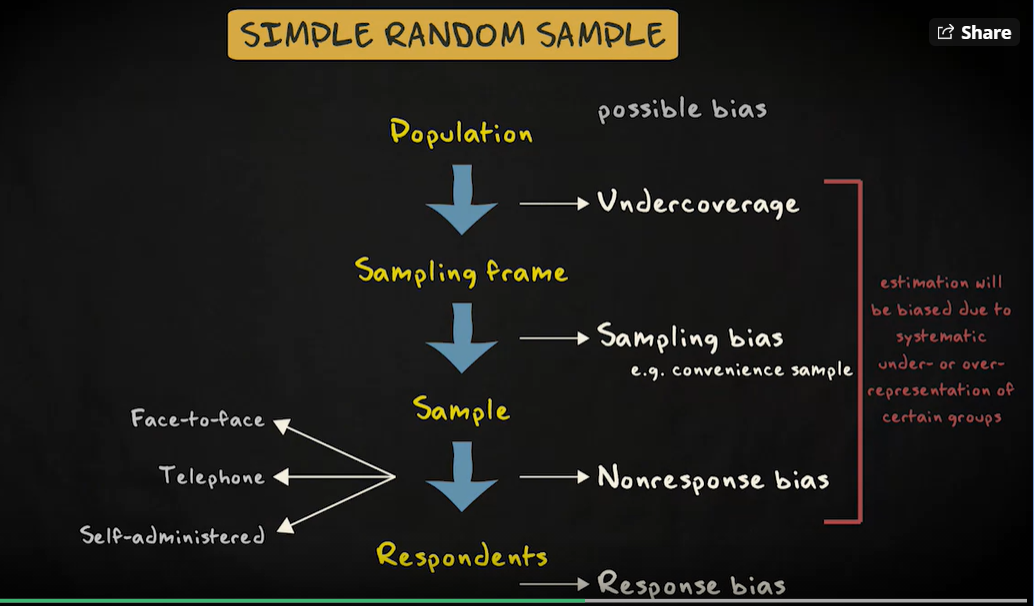 SIMPLE RANDOM SAMPLE
Share
possible bias
Population
Undercoverage
Sampling frame
estimation will
be biased due to
systematic
under- or over-
representation of
certain groups
Sampling bias
e.g. convenience sample
Sample
Face-to-face
Telephone
Self-administered
Nonresponse bias
Respondents
Response bias